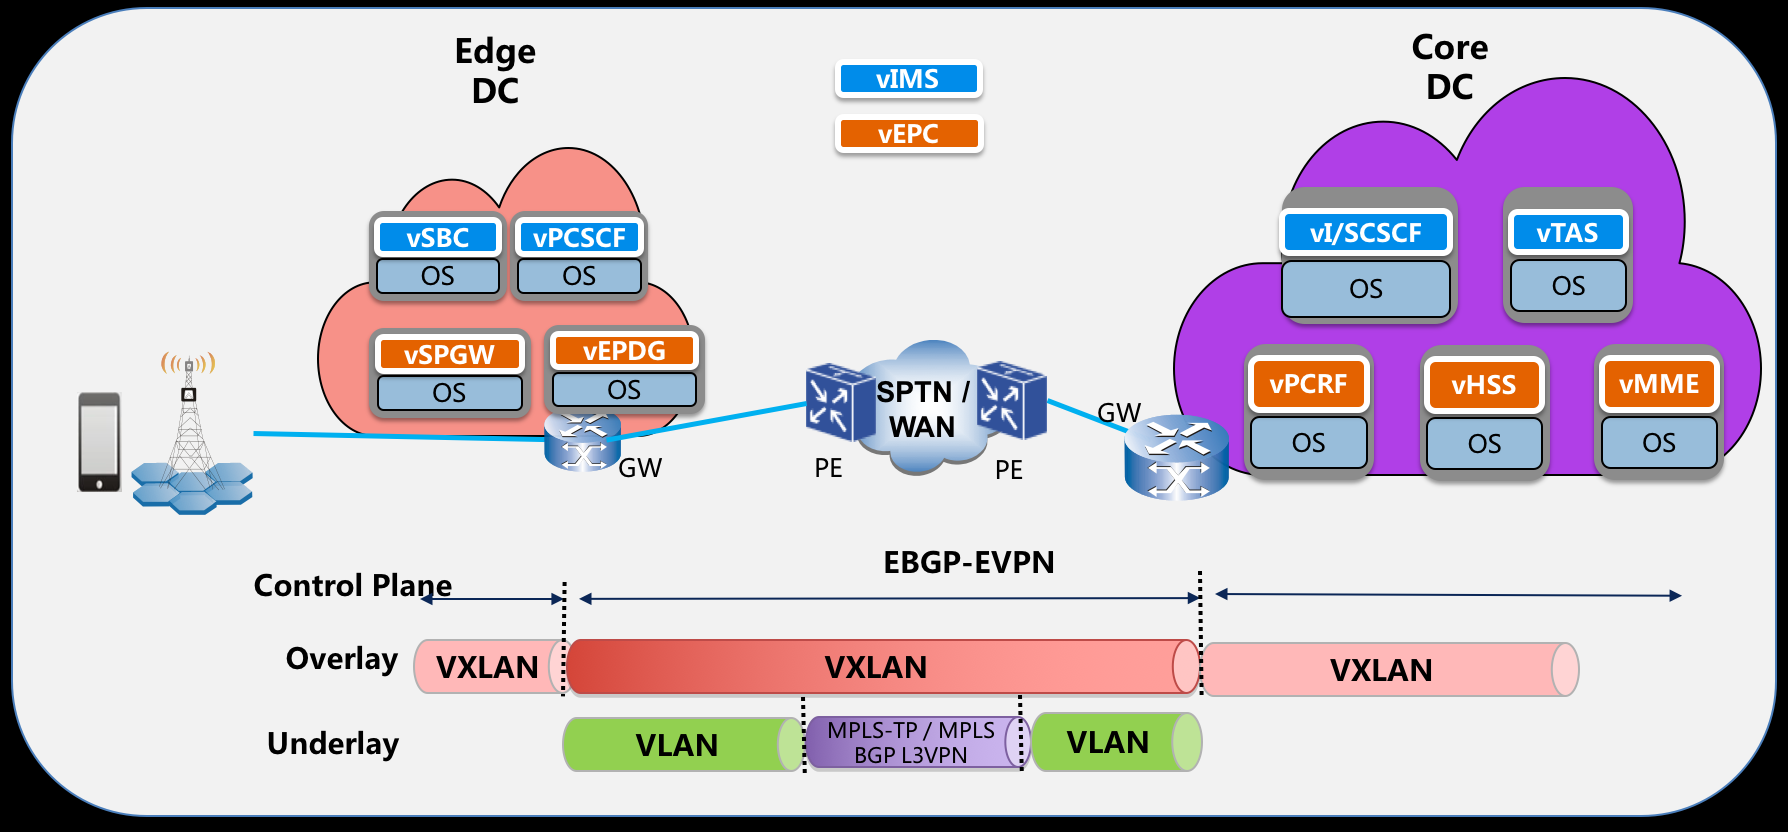 Edge
DC
Core
DC
vIMS
vEPC
vSBC
vPCSCF
OS
OS
vSPGW
vEPDG
OS
OS
vI/SCSCF
vTAS
OS
OS
vPCRF
vHSS
vMME
OS
OS
OS
GW
PE
SPTN /
WAN
PE
GW
EBGP-EVPN
Control Plane
Overlay
VXLAN
VXLAN
VXLAN
Underlay
VLAN
MPLS-TP / MPLS
BGP L3VPN
VLAN